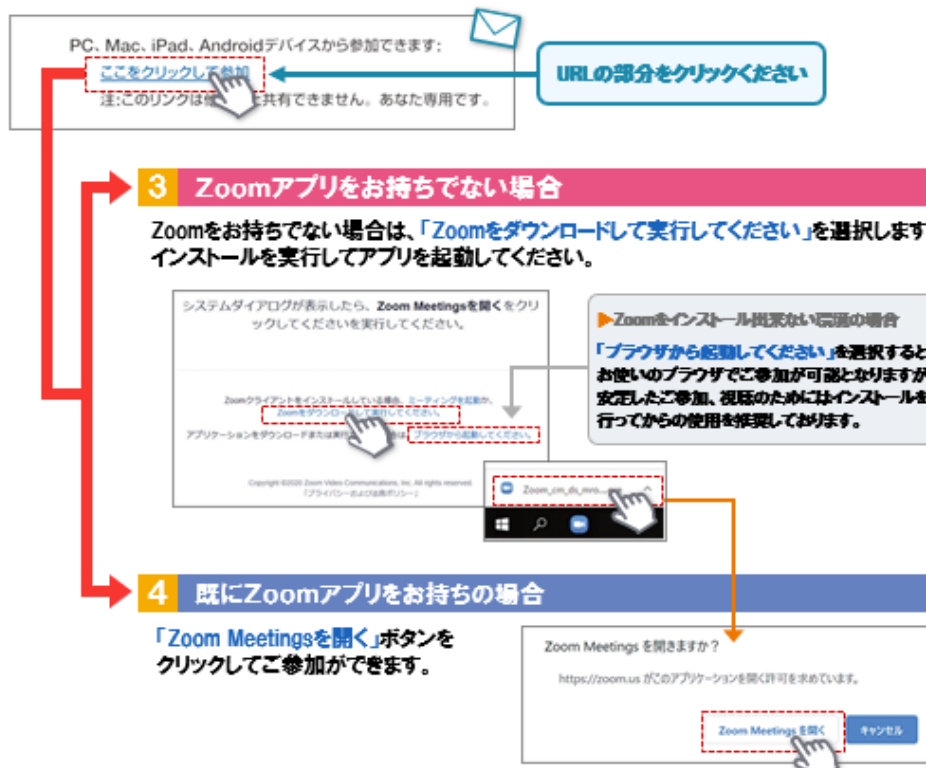 PC、Mac、iPad、Androidデバイスから参加できます:
ここをクリックして参加
注:このリンクは 共有できません。あなた専用です。
URLの部分をクリックください
3 Zoomアプリをお持ちでない場合
Zoomをお持ちでない場合は、「Zoomをダウンロードして実行してください」を選択します
インストールを実行してアプリを起動してください。
システムダイアログが表示したら、Zoom Meetingsを開くをクリ
ックしてくださいを実行してください。
▶Zoomをインストール出来ない環境の場合
「ブラウザから起動してください」を選択すると
お使いのブラウザでご参加が可能となりますが
安定したご参加、視聴のためにはインストールを
行ってからの使用を推奨しております。
Zoomクライアントをインストールしている場合、ミーティングを起動か、
Zoomをダウンロードして実行してください。
アプリケーションをダウンロードまたは実行 場合は、ブラウザから起動してください。
Copyright ©2020 Zoom Video Communications, Inc. All rights reserved.
「プライバシーおよび法務ポリシー」
Zoom_cm_ds_mro....exe
4 既にZoomアプリをお持ちの場合
「Zoom Meetingsを開く」ボタンを
クリックしてご参加ができます。
Zoom Meetings を開きますか?
https://zoom.us がこのアプリケーションを開く許可を求めています。
Zoom Meetings を開く キャンセル